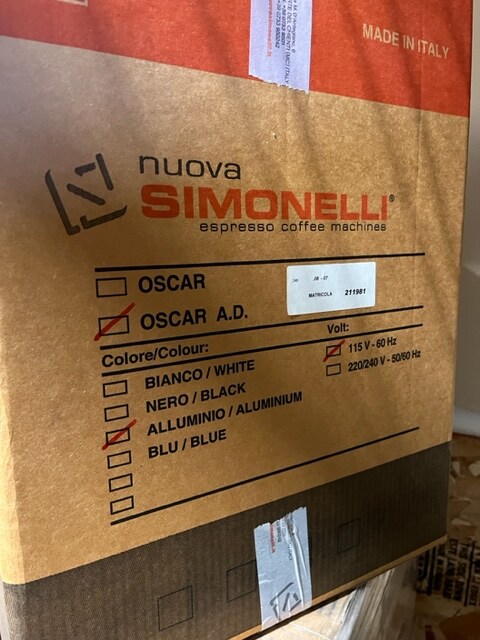 MADE IN ITALY
nuova
SIMONELLI®
espresso coffee machines
OSCAR
JM - 07
MATRICOLA 211981
OSCAR A.D.
Colore/Colour:
Volt:
BIANCO / WHITE
115 V - 60 Hz
NERO / BLACK
220/240 V - 50/60 Hz
ALLUMINIO / ALUMINIUM
BLU / BLUE